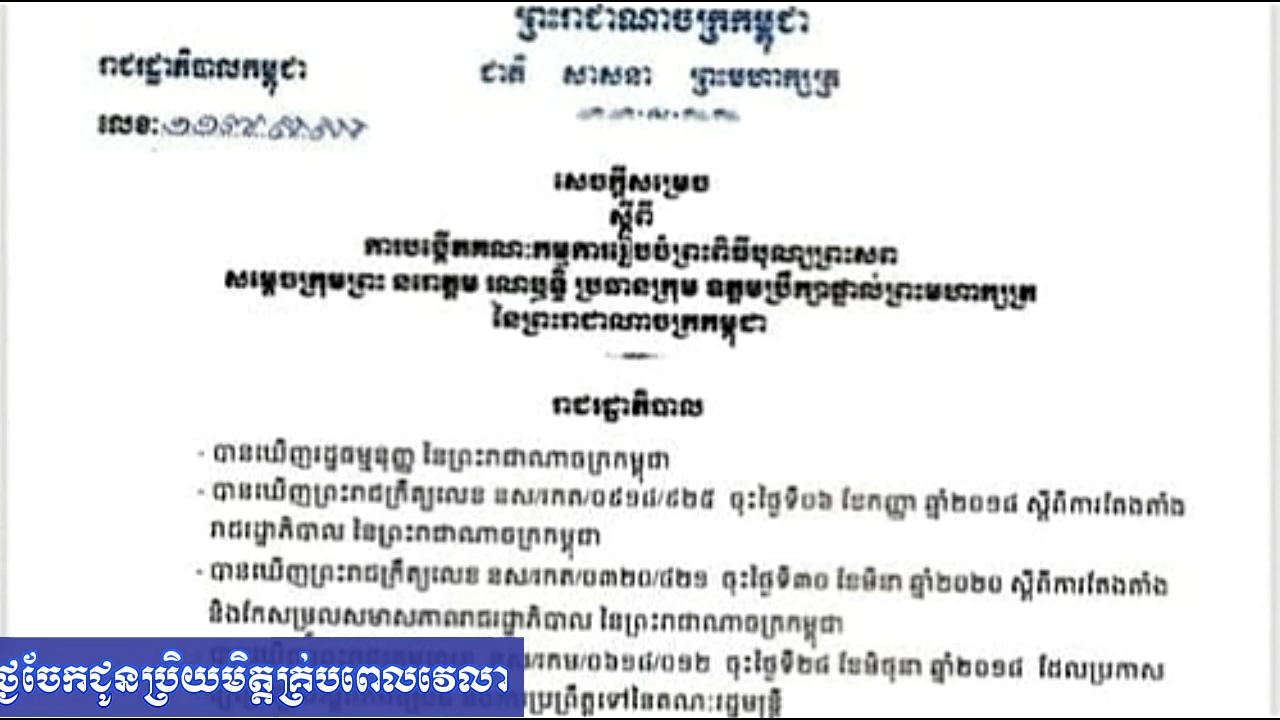 ព្រះរាជាណាចក្រកម្ពុជា
រាជរដ្ឋាភិបាលកម្ពុជា
ជាតិ សាសនា ព្រះមហាក្សត្រ
លេខ:
សេចក្តីសម្រេច
ស្តីពី
ការបង្កើតគណៈកម្មការរៀបចំព្រះពិធីបុណ្យព្រះសព
សម្តេចក្រុមព្រះ នរោត្តម រណឫទ្ធិ ប្រធានក្រុម ឧត្តមប្រឹក្សាផ្ទាល់ព្រះមហាក្សត្រ
នៃព្រះរាជាណាចក្រកម្ពុជា
រាជរដ្ឋាភិបាល
- បានឃើញរដ្ឋធម្មនុញ្ញ នៃព្រះរាជាណាចក្រកម្ពុជា
- បានឃើញព្រះរាជក្រឹត្យលេខ នស/រកត/០៩១៨/៩២៥ ចុះថ្ងៃទី០៦ ខែកញ្ញា ឆ្នាំ២០១៨ ស្តីពីការតែងតាំង
រាជរដ្ឋាភិបាល នៃព្រះរាជាណាចក្រកម្ពុជា
- បានឃើញព្រះរាជក្រឹត្យលេខ នស/រកត/០៣២០/៤២១ ចុះថ្ងៃទី៣០ ខែមិនា ឆ្នាំ២០២០ ស្តីពីការតែងតាំង
និងកែសម្រួលសមាសភាពរាជរដ្ឋាភិបាល នៃព្រះរាជាណាចក្រកម្ពុជា
នស/រកម/០៦១៨/០១២ ចុះថ្ងៃទី២៨ ខែមិថុនា ឆ្នាំ២០១៨ ដែលប្រកាស
ប្រព្រឹត្តទៅនៃគណៈរដ្ឋមន្ត្រី
ចែកជូនប្រិយមិត្តគ្រប់ពេលវេលា